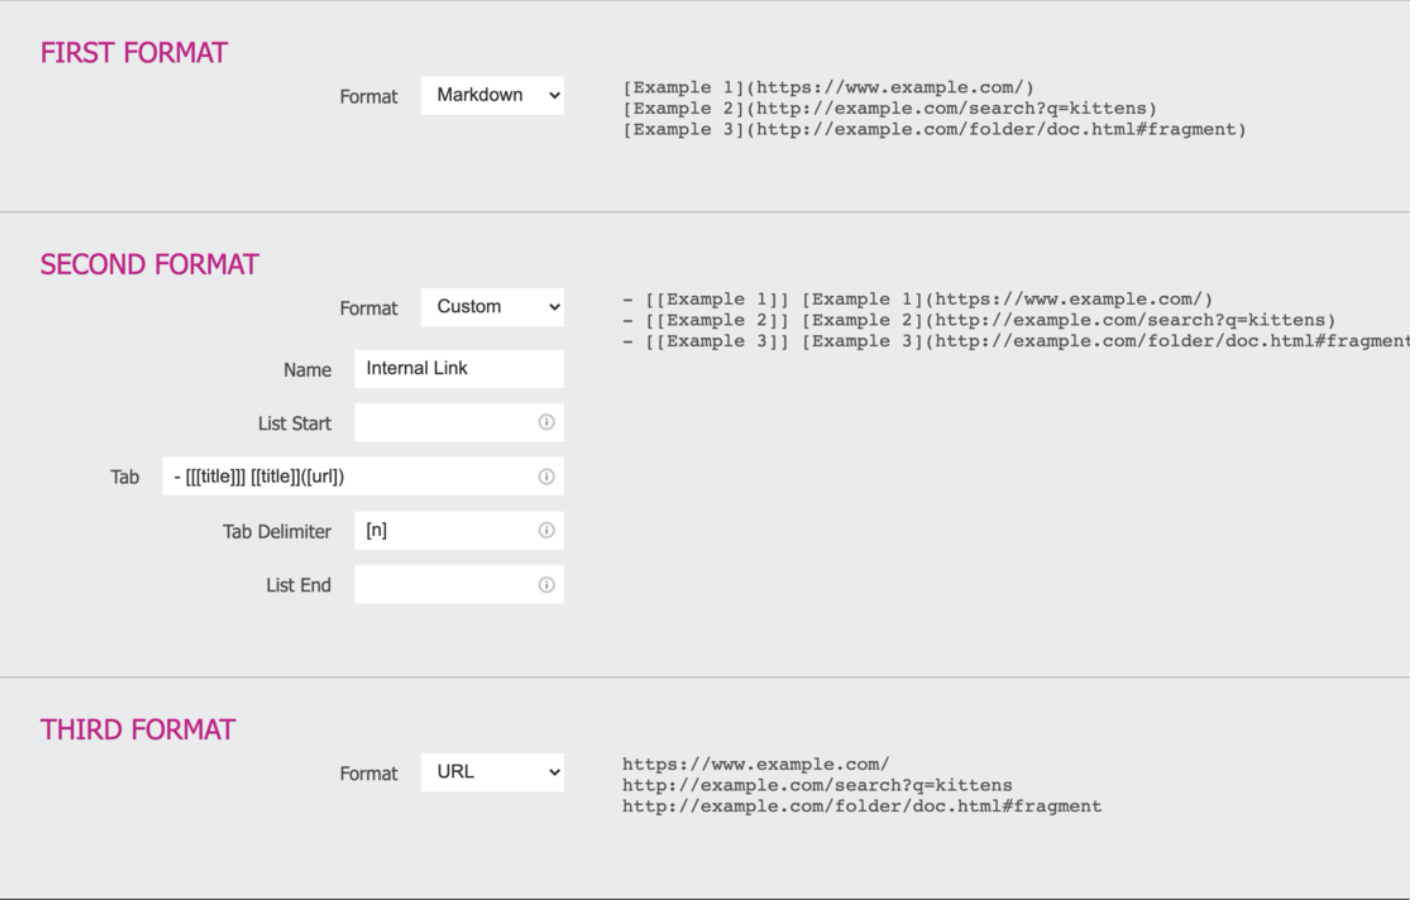 FIRST FORMAT
Format Markdown
[Example 1](https://www.example.com/)
[Example 2](http://example.com/search?q=kittens)
[Example 3](http://example.com/folder/doc.html#fragment)
SECOND FORMAT
Format Custom
- [[Example 1]] [Example 1](https://www.example.com/)
- [[Example 2]] [Example 2](http://example.com/search?q=kittens)
- [[Example 3]] [Example 3](http://example.com/folder/doc.html#fragment
Name Internal Link
List Start
Tab - [[[title]]] [[title]]([url])
Tab Delimiter [n]
List End
THIRD FORMAT
Format URL
https://www.example.com/
http://example.com/search?q=kittens
http://example.com/folder/doc.html#fragment